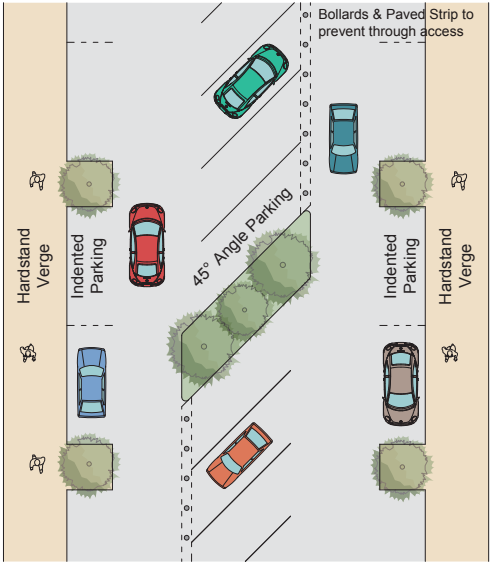 Bollards & Paved Strip to
prevent through access
45° Angle Parking
Hardstand
Verge
Indented
Parking
Indented
Parking
Hardstand
Verge